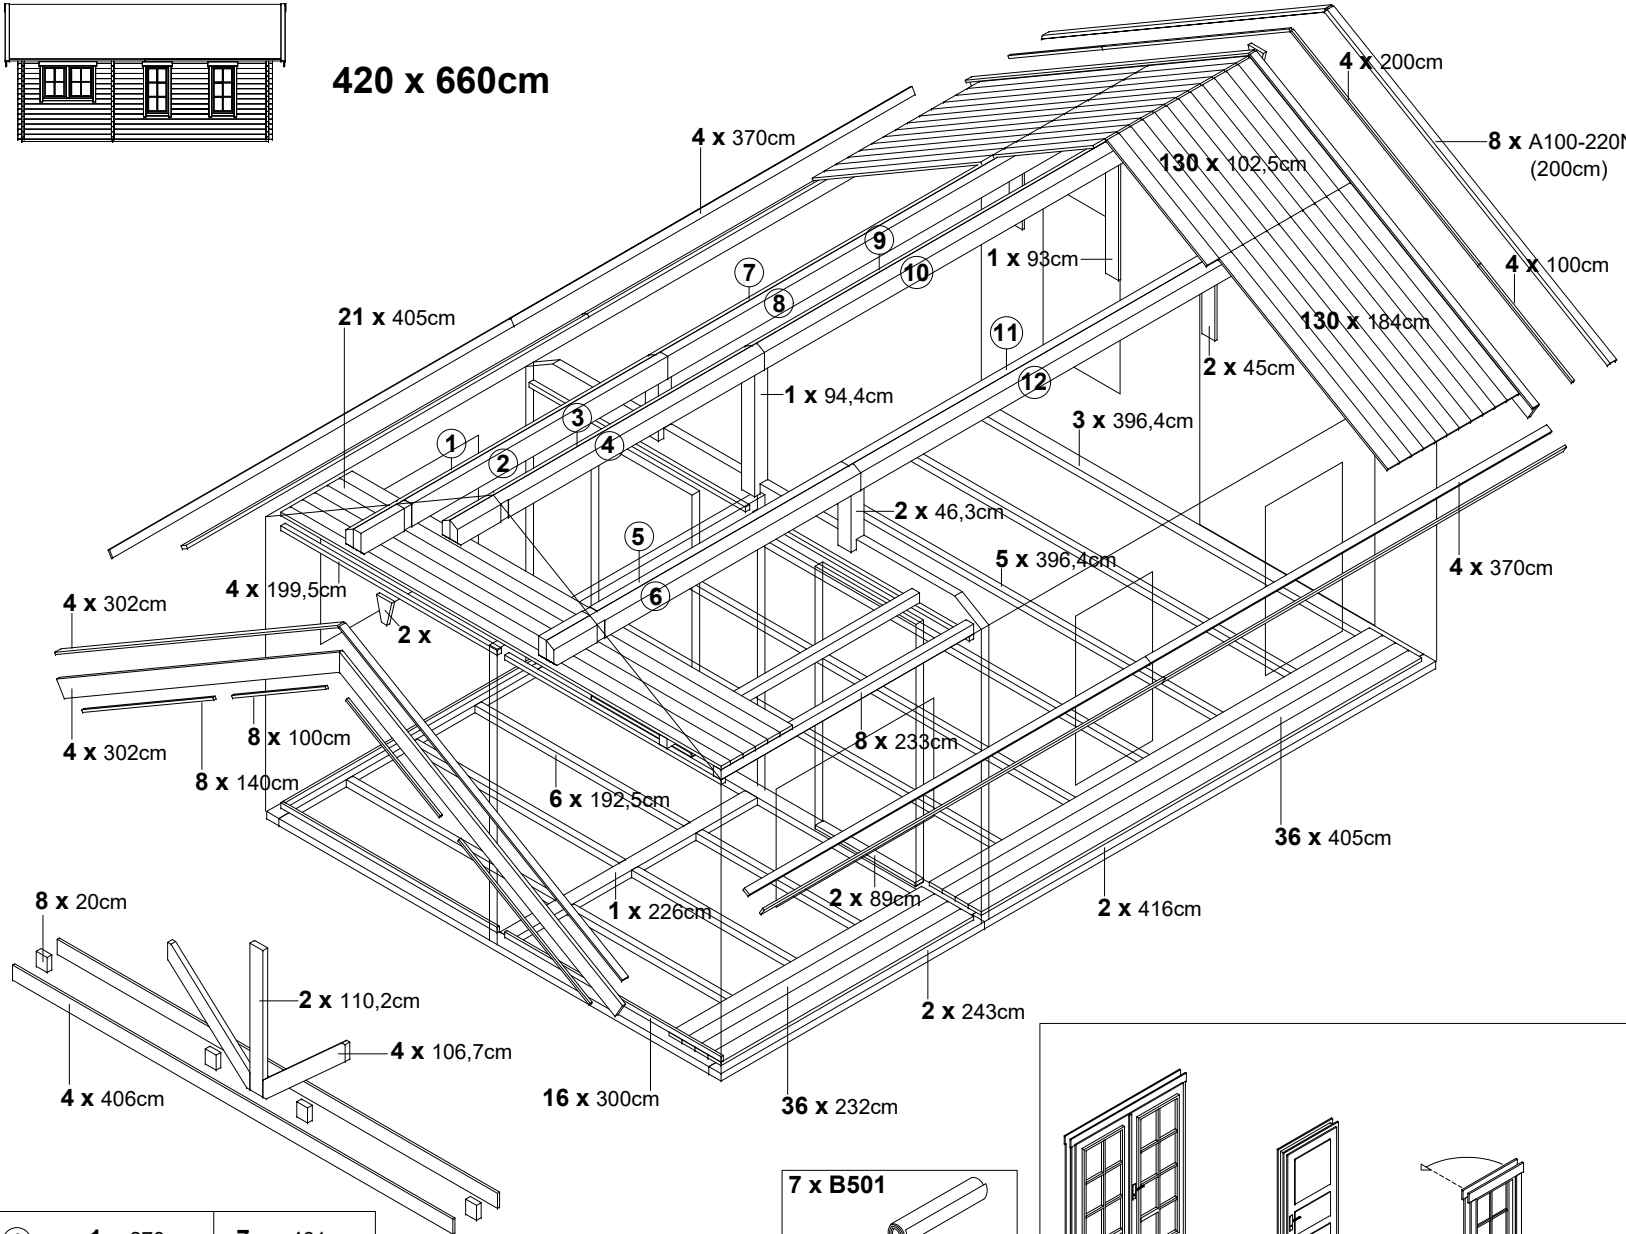 420 x 660cm
4 x 200cm
4 x 370cm
8 x A100-220
(200cm)
130 x 102,5cm
9
1 x 93cm
4 x 100cm
7
10
8
21 x 405cm
130 x 184cm
11
2 x 45cm
12
1 x 94,4cm
3
3 x 396,4cm
1
4
2
2 x 46,3cm
5
5 x 396,4cm
4 x 370cm
4 x 199,5cm
6
4 x 302cm
2 x
8 x 100cm
8 x 233cm
4 x 302cm
8 x 140cm
6 x 192,5cm
36 x 405cm
8 x 20cm
2 x 89cm
1 x 226cm
2 x 416cm
2 x 110,2cm
2 x 243cm
4 x 106,7cm
4 x 406cm
16 x 300cm
36 x 232cm
7 x B501